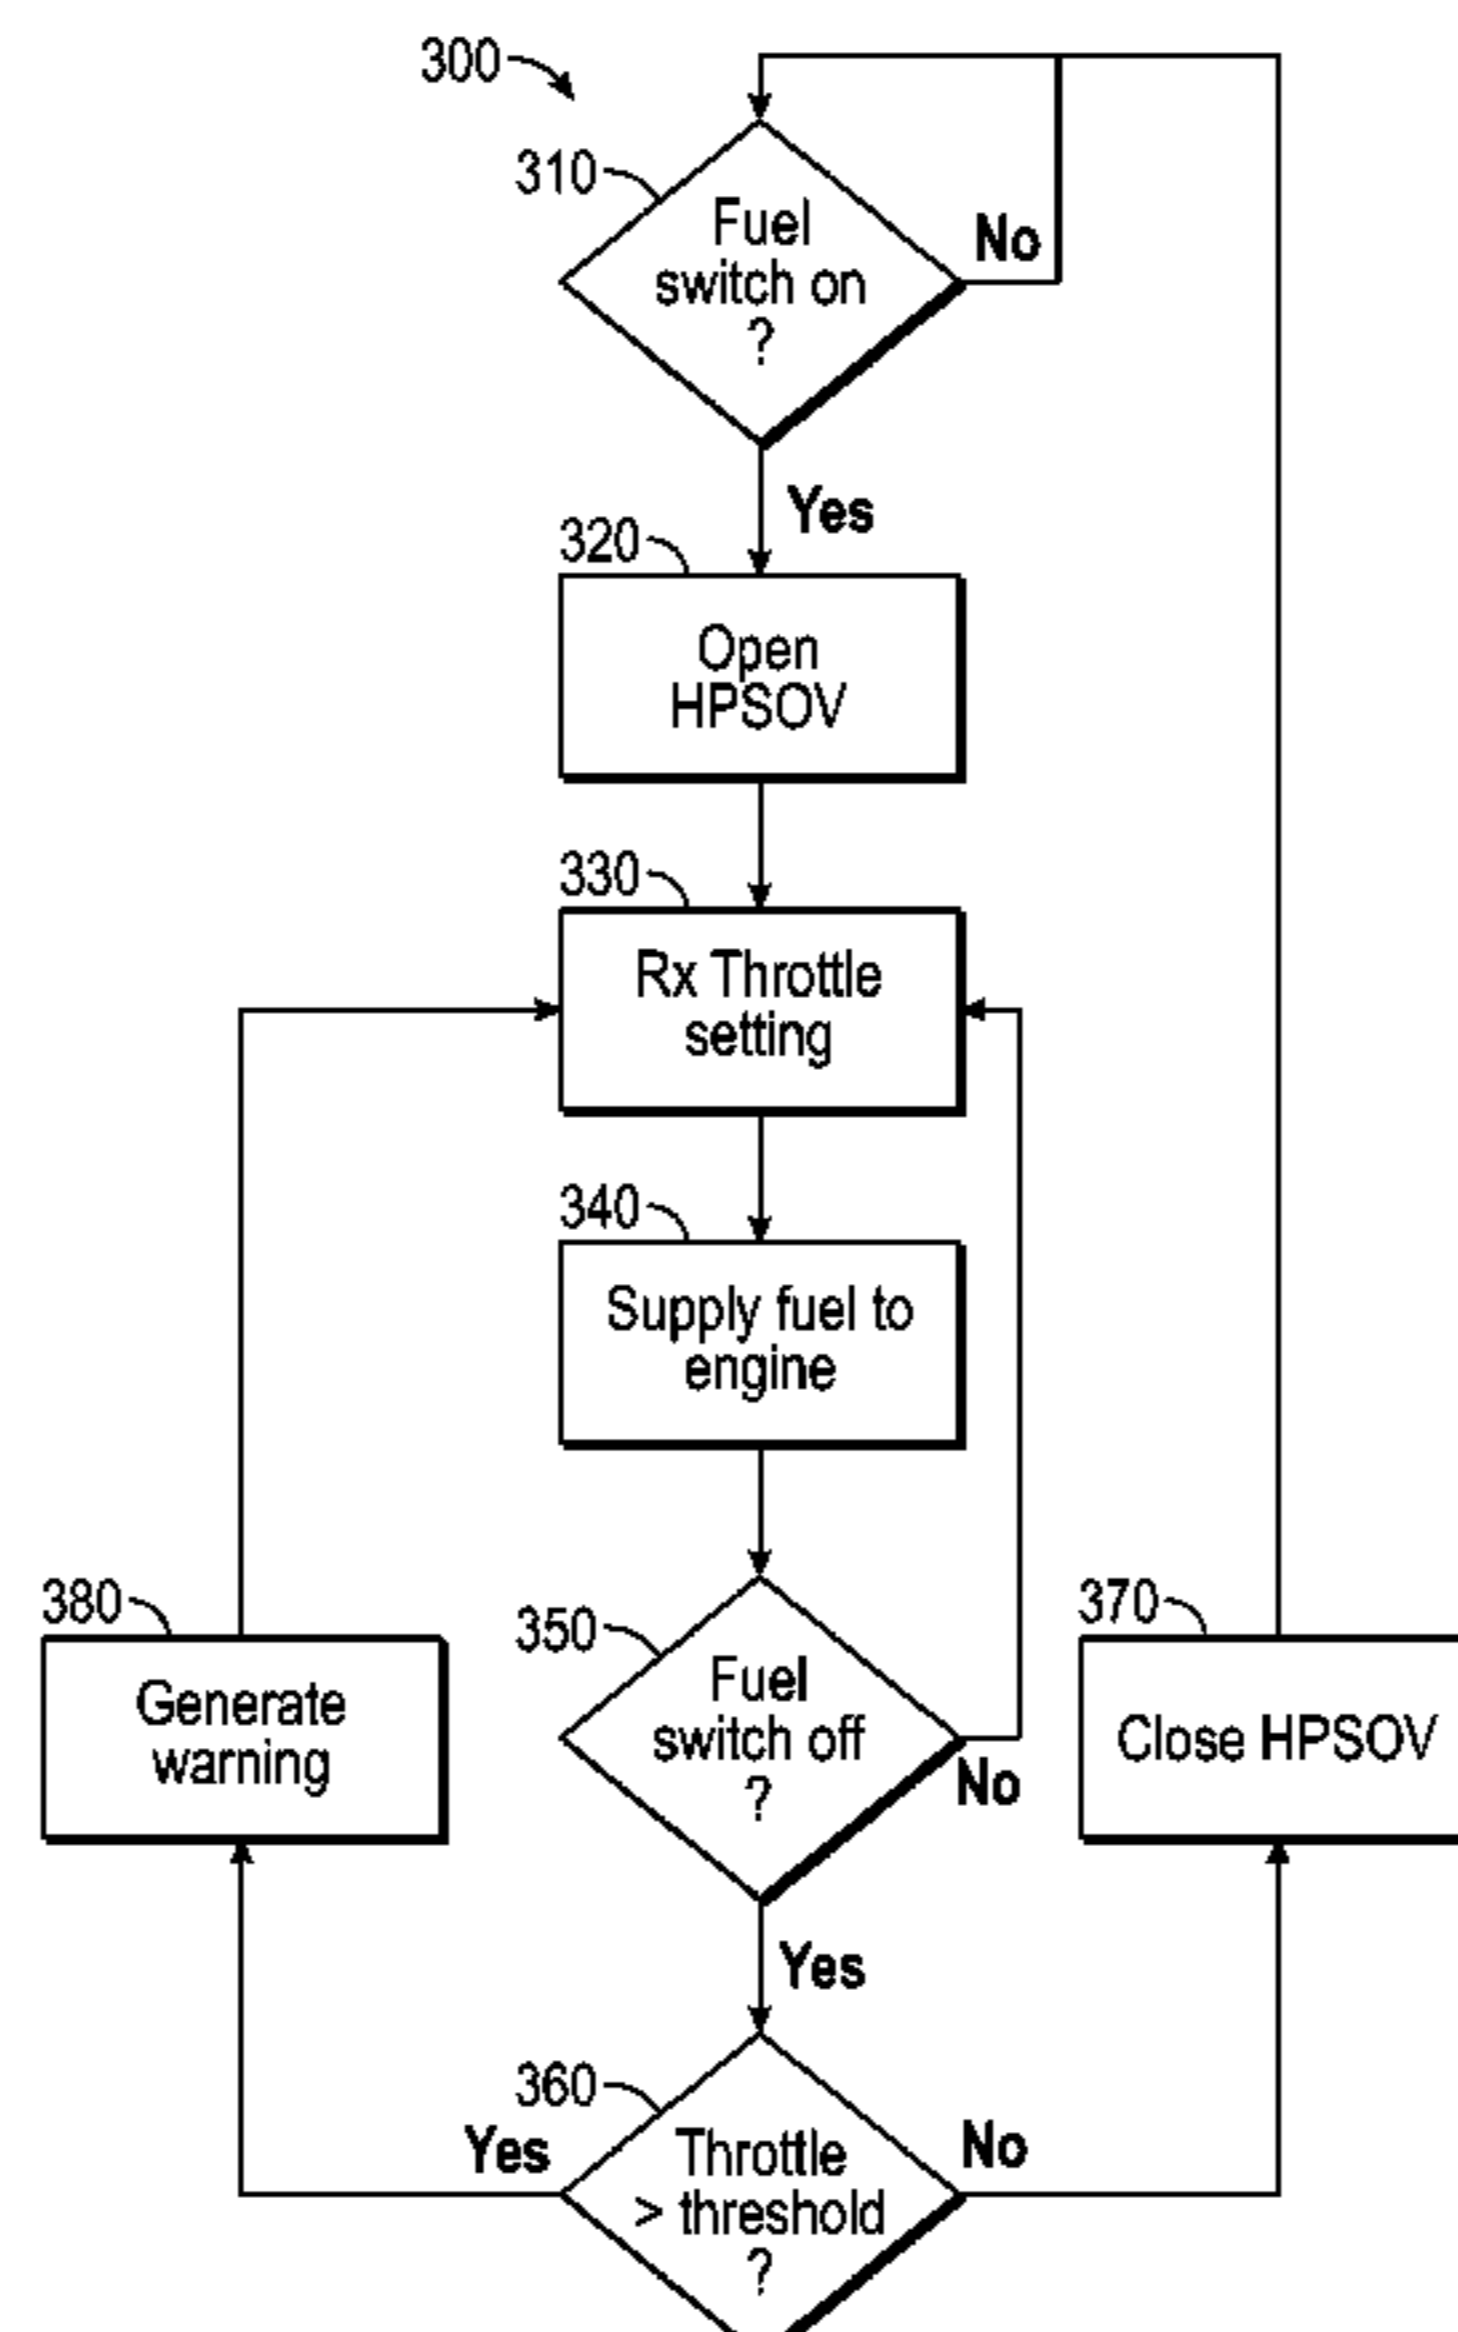 300
310
Fuel
switch on
?
No
Yes
320
Open
HPSOV
330
Rx Throttle
setting
340
Supply fuel to
engine
380
Generate
warning
350
Fuel
switch off
?
No
370
Close HPSOV
Yes
360
Yes
Throttle
> threshold
?
No